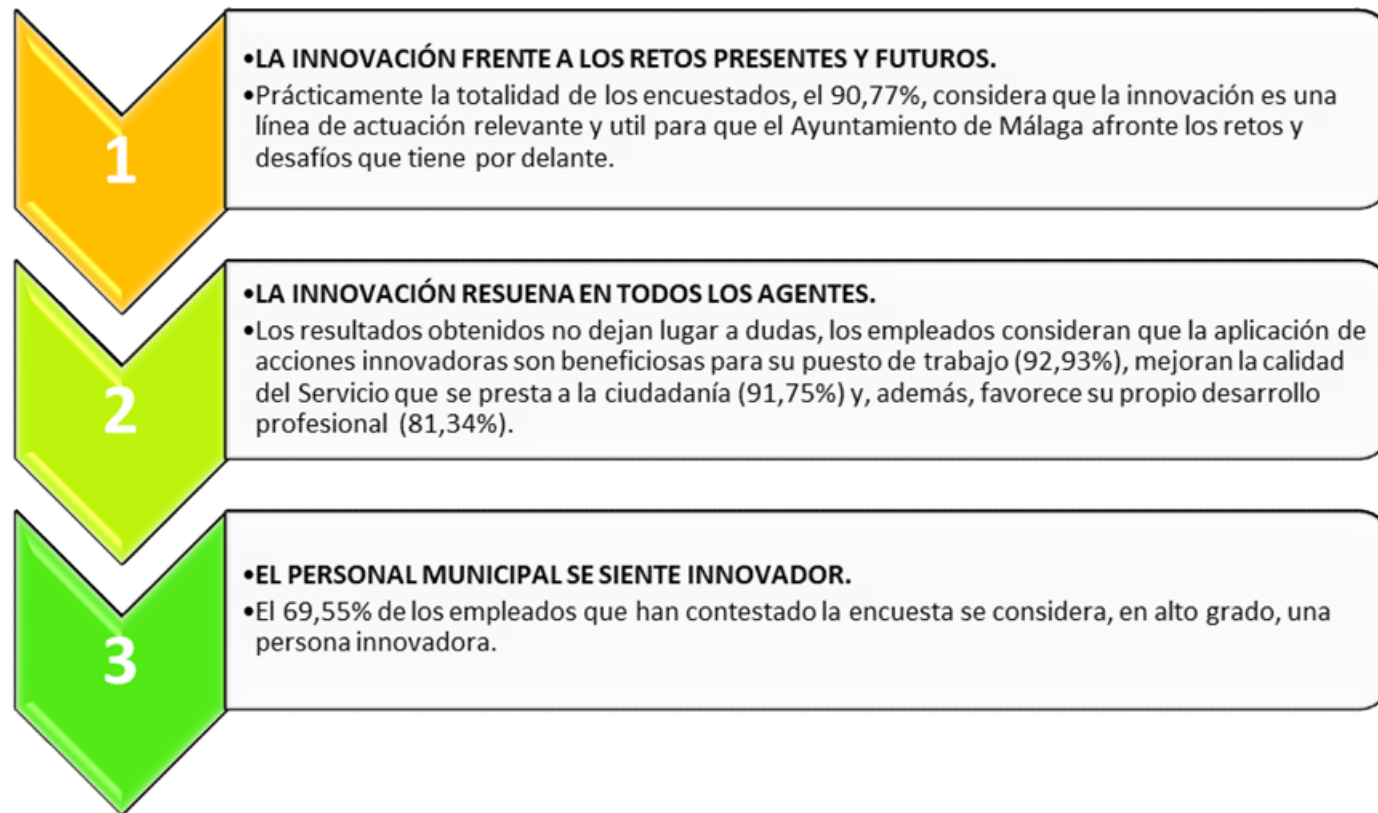 1
•LA INNOVACIÓN FRENTE A LOS RETOS PRESENTES Y FUTUROS.
•Prácticamente la totalidad de los encuestados, el 90,77%, considera que la innovación es una
línea de actuación relevante y util para que el Ayuntamiento de Málaga afronte los retos y
desafíos que tiene por delante.
2
•LA INNOVACIÓN RESUENA EN TODOS LOS AGENTES.
•Los resultados obtenidos no dejan lugar a dudas, los empleados consideran que la aplicación de
acciones innovadoras son beneficiosas para su puesto de trabajo (92,93%), mejoran la calidad
del Servicio que se presta a la ciudadanía (91,75%) y, además, favorece su propio desarrollo
profesional (81,34%).
3
•EL PERSONAL MUNICIPAL SE SIENTE INNOVADOR.
•El 69,55% de los empleados que han contestado la encuesta se considera, en alto grado, una
persona innovadora.